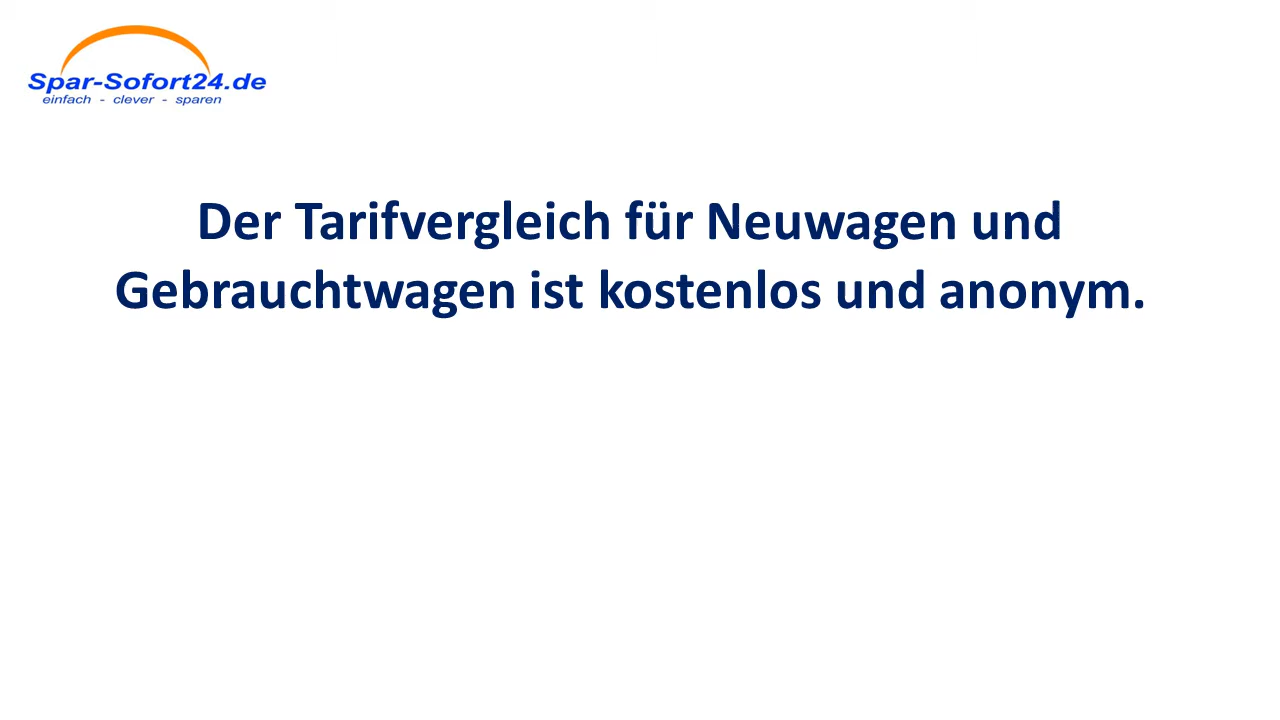 Spar-Sofort24.de
einfach - clever - sparen
Der Tarifvergleich für Neuwagen und
Gebrauchtwagen ist kostenlos und anonym.